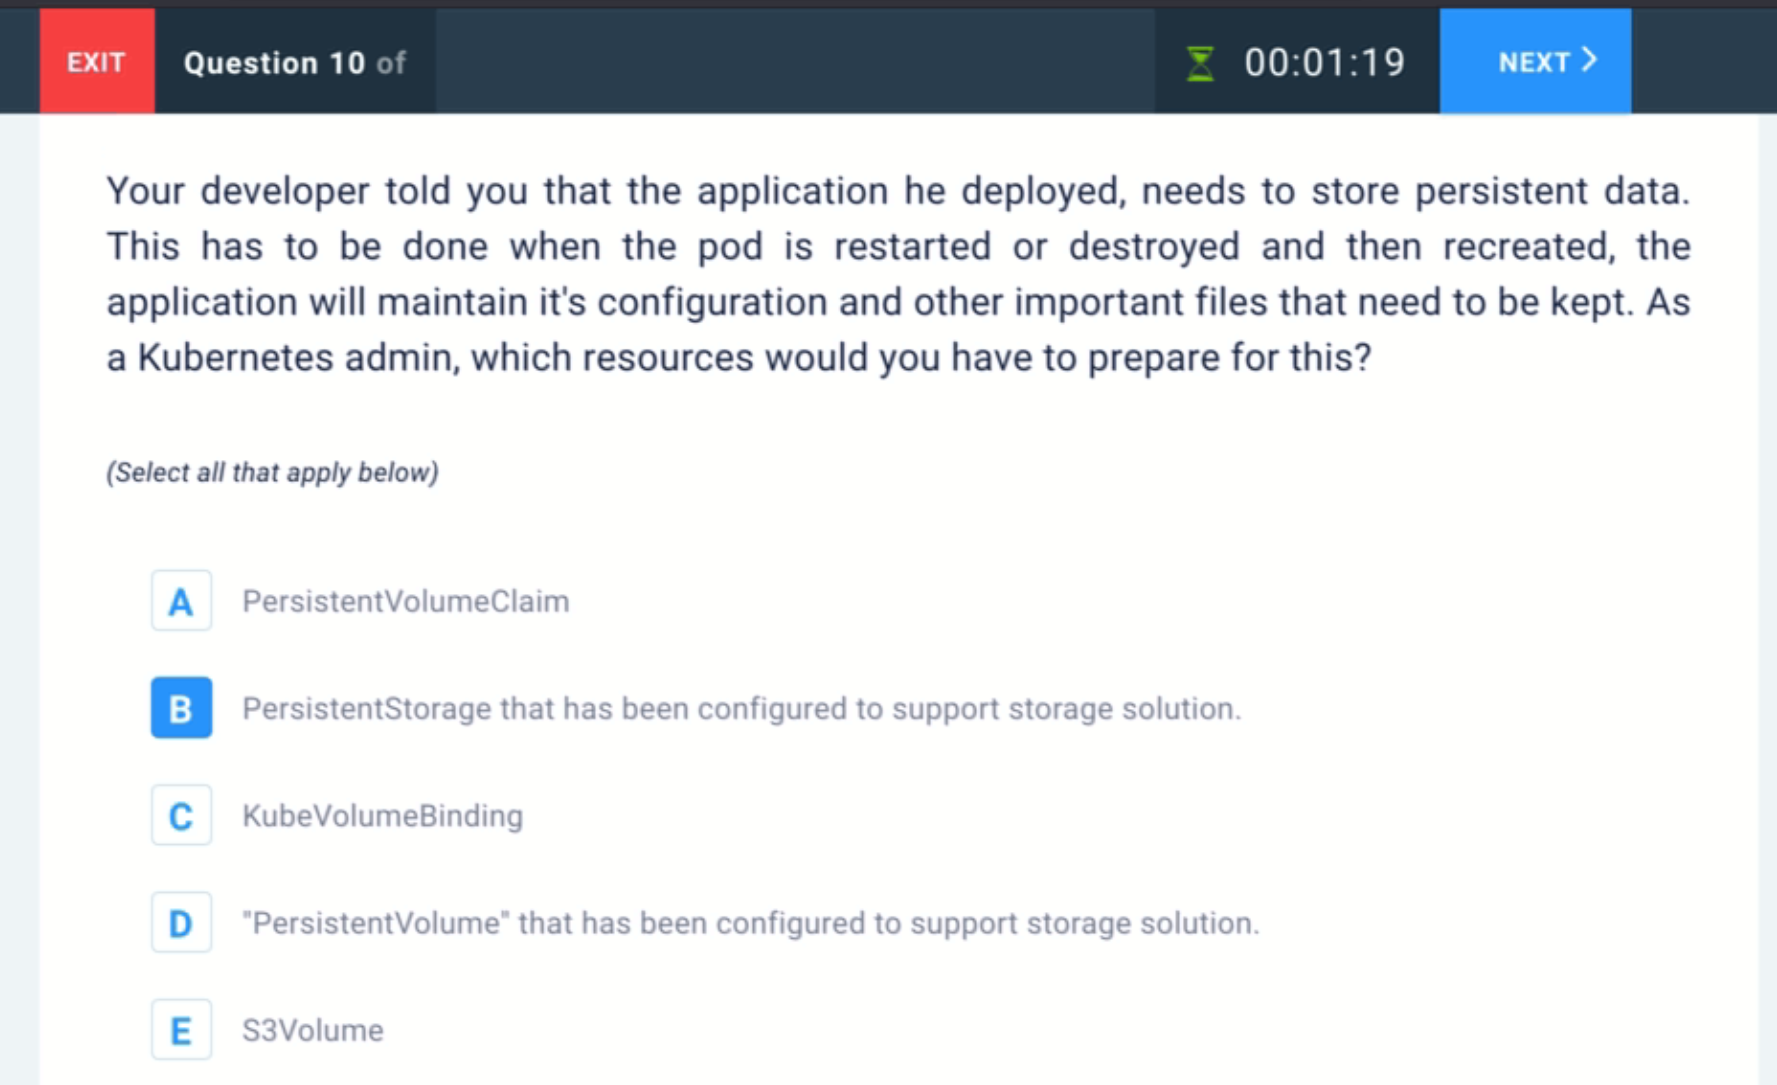 EXIT
Question 10 of
00:01:19
NEXT
Your developer told you that the application he deployed, needs to store persistent data.
This has to be done when the pod is restarted or destroyed and then recreated, the
application will maintain it's configuration and other important files that need to be kept. As
a Kubernetes admin, which resources would you have to prepare for this?
(Select all that apply below)
A PersistentVolumeClaim
B PersistentStorage that has been configured to support storage solution.
C KubeVolumeBinding
D "PersistentVolume" that has been configured to support storage solution.
E S3Volume